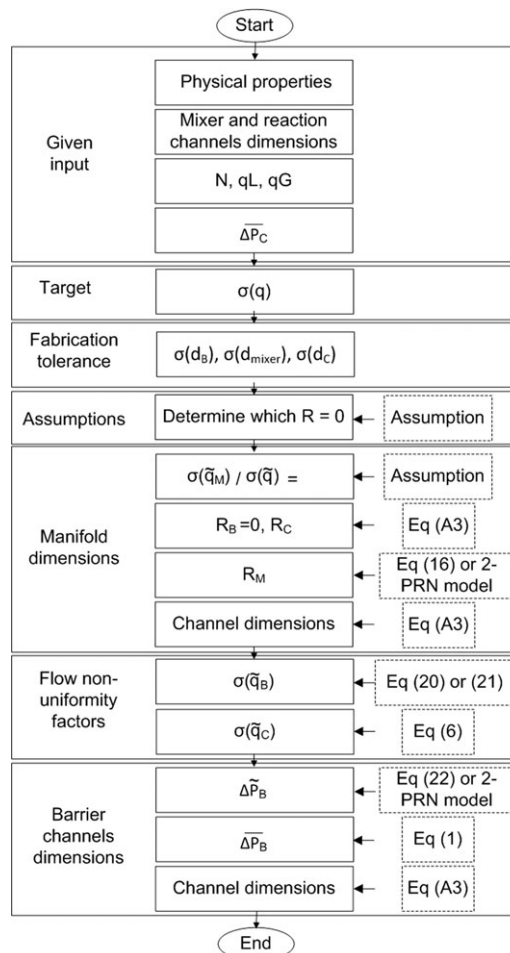 Start
Given
input
Physical properties
Mixer and reaction
channels dimensions
N, qL, qG
Δ̅P̅C̅
Target
σ(q)
Fabrication
tolerance
σ(dB), σ(dmixer), σ(dC)
Assumptions
Determine which R = 0
Assumption
Manifold
dimensions
σ(q̃M) / σ(q̃) =
Assumption
RB =0, RC
Eq (A3)
RM
Eq (16) or 2-
PRN model
Channel dimensions
Eq (A3)
Flow non-
uniformity
factors
σ(q̃B)
Eq (20) or (21)
σ(q̃C)
Eq (6)
Barrier
channels
dimensions
ΔP̃B
Eq (22) or 2-
PRN model
Δ̅P̅B̅
Eq (1)
Channel dimensions
Eq (A3)
End